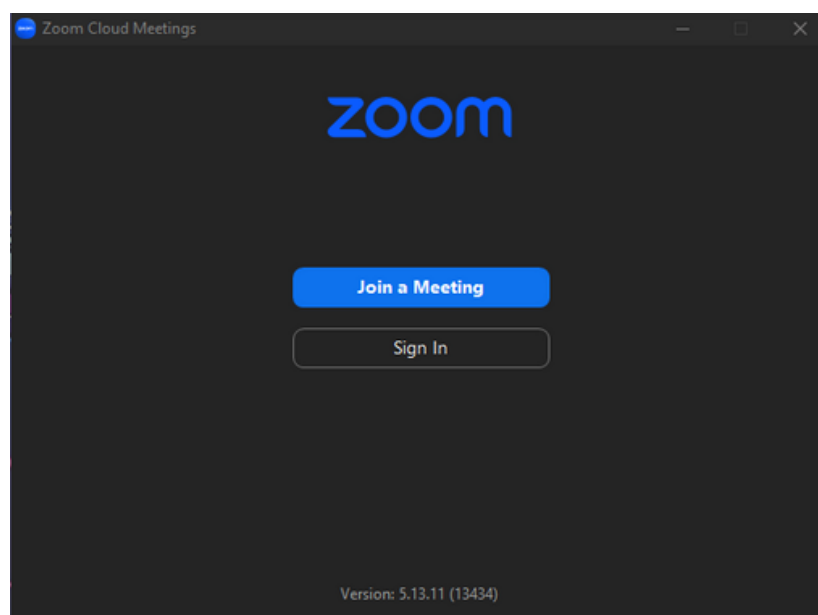 Zoom Cloud Meetings
zoom
Join a Meeting
Sign In
Version: 5.13.11 (13434)